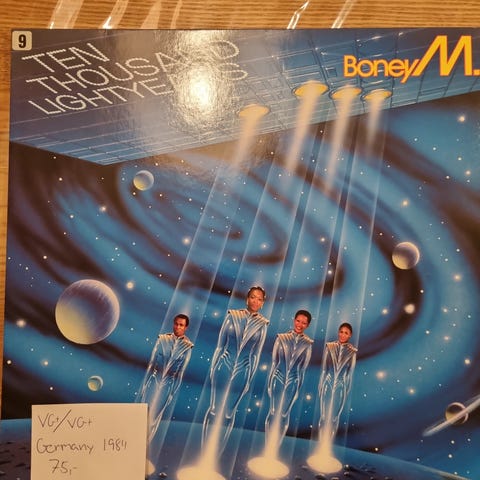 9
TEN
THOUSAND
LIGHTYEARS
Boney M.
VG+/VG+
Germany 1984
75,-